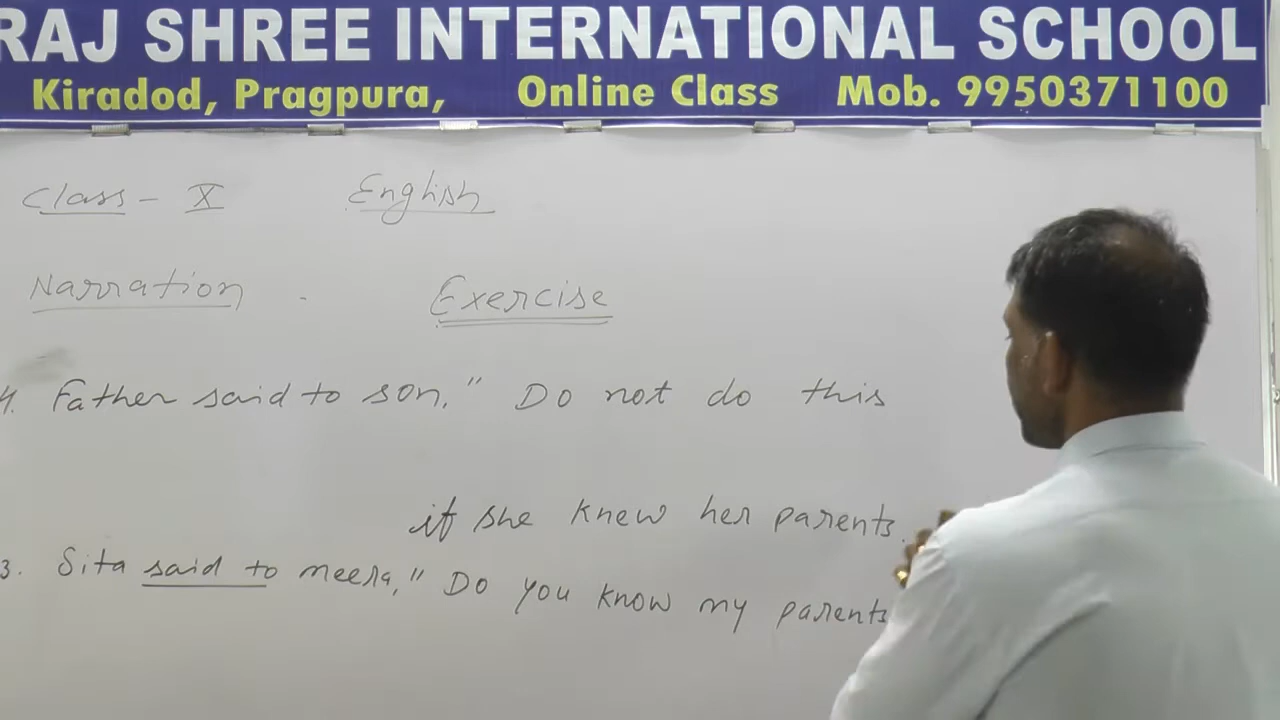 RAJ SHREE INTERNATIONAL SCHOOL
Kiradod, Pragpura, Online Class Mob. 9950371100
Class - X English
Narration . Exercise
4. Father said to son," Do not do this
if she knew her parents.
3. Sita said to meera," Do you know my parents